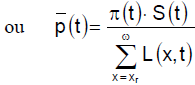 ou p̅(t) = π(t)· S(t) / ∑_{x=x_r}^{ω} L(x,t)